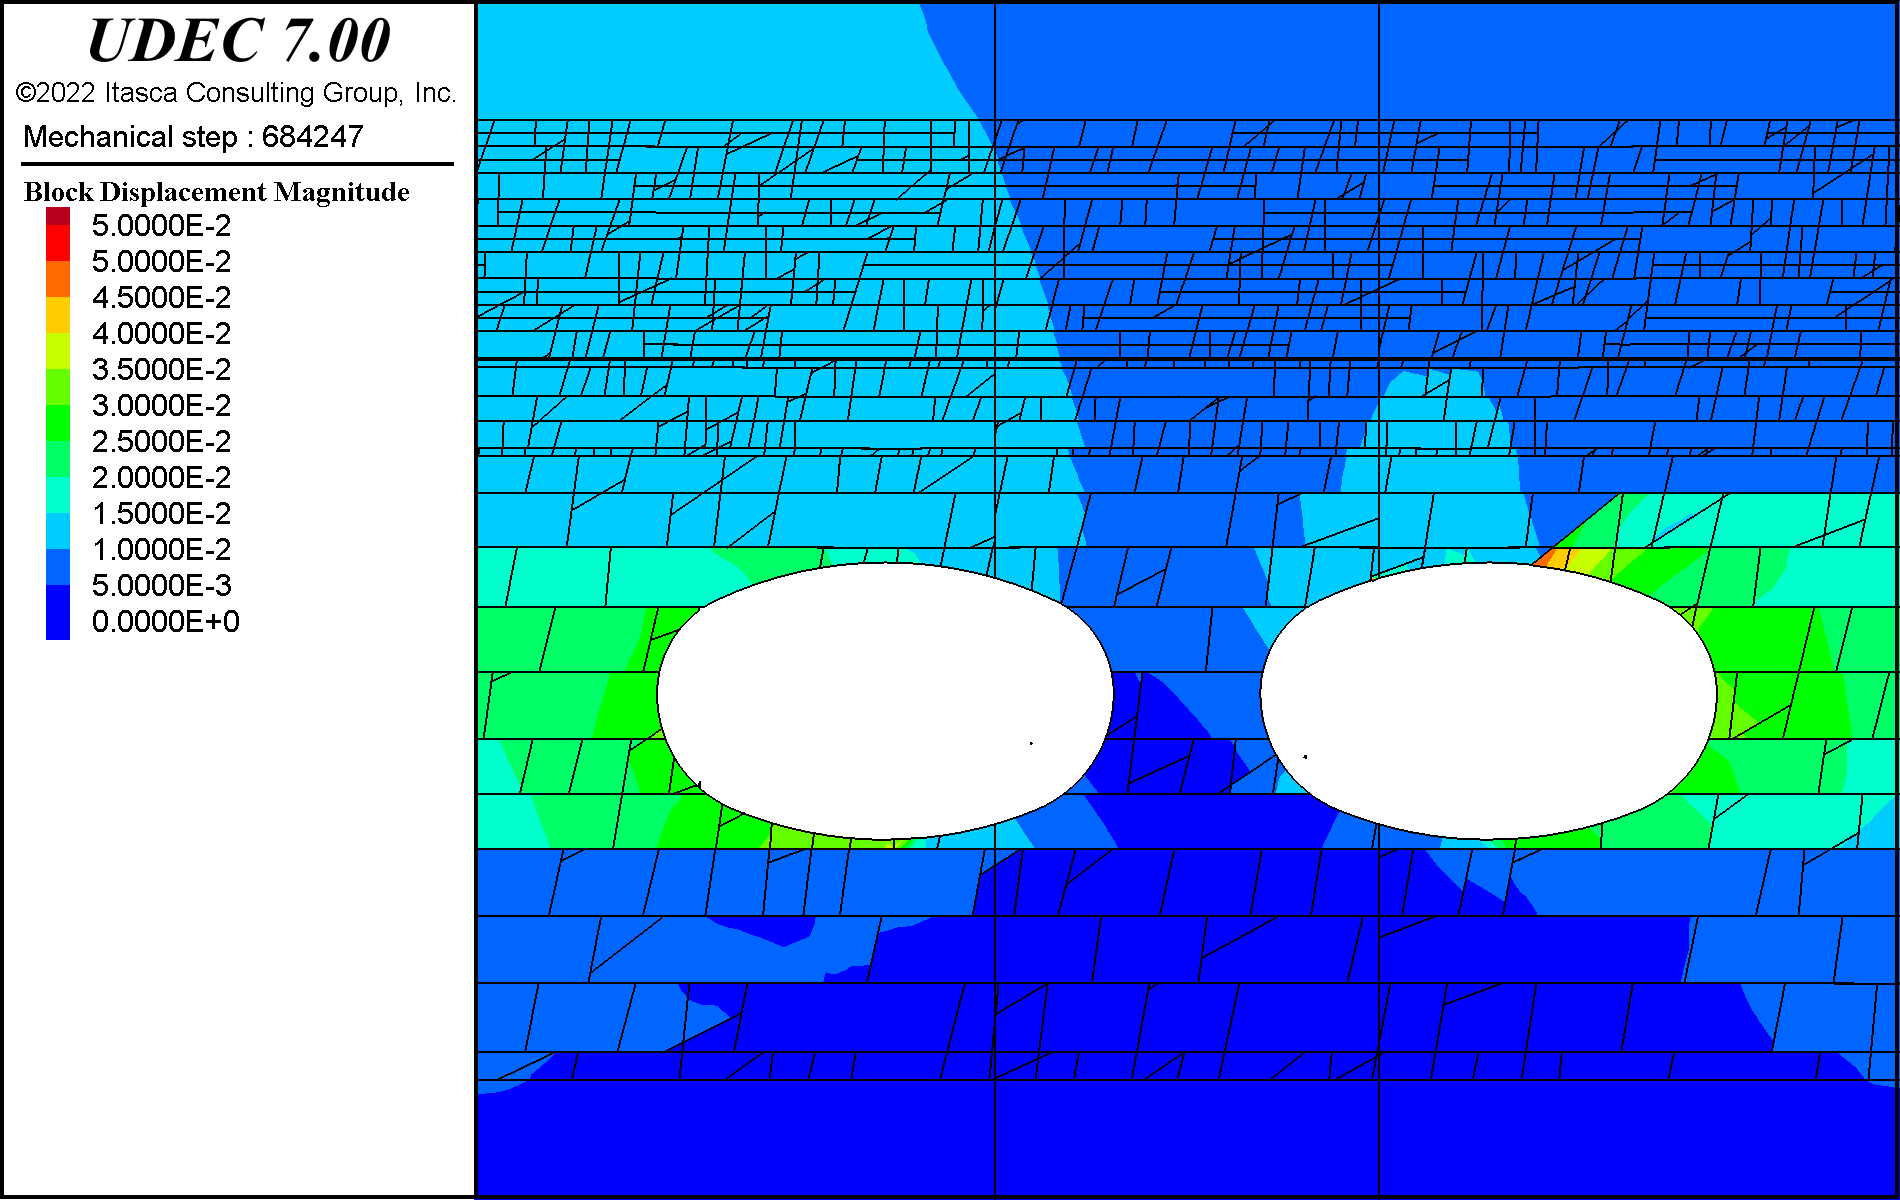 UDEC 7.00
©2022 Itasca Consulting Group, Inc.
Mechanical step : 684247
Block Displacement Magnitude
5.0000E-2
5.0000E-2
4.5000E-2
4.0000E-2
3.5000E-2
3.0000E-2
2.5000E-2
2.0000E-2
1.5000E-2
1.0000E-2
5.0000E-3
0.0000E+0